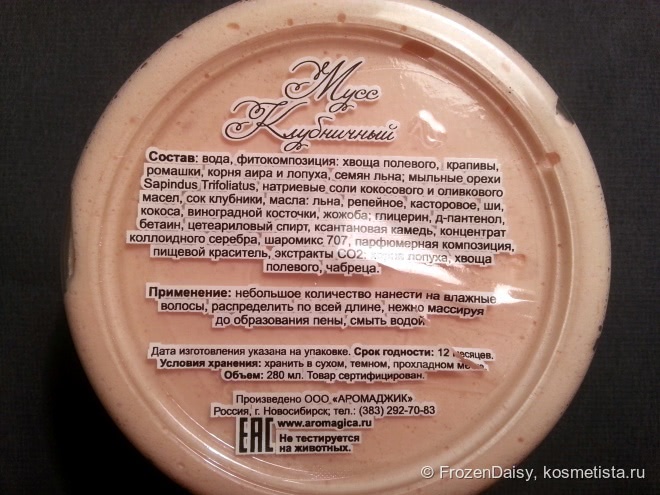 Мусс
Клубничный
Состав: вода, фитокомпозиция: хвоща полевого, крапивы,
ромашки, корня аира и лопуха, семян льна; мыльные орехи
Sapindus Trifoliatus, натриевые соли кокосового и оливкового
масел, сок клубники, масла: льна, репейное, касторовое, ши,
кокоса, виноградной косточки, жожоба; глицерин, д-пантенол,
бетаин, цетеариловый спирт, ксантановая камедь, концентрат
коллоидного серебра, шаромикс 707, парфюмерная композиция,
пищевой краситель, экстракты СО2: корня лопуха, хвоща
полевого, чабреца.
Применение: небольшое количество нанести на влажные
волосы, распределить по всей длине, нежно массируя
до образования пены, смыть водой.
Дата изготовления указана на упаковке. Срок годности: 12 месяцев.
Условия хранения: хранить в сухом, темном, прохладном
Объем: 280 мл. Товар сертифицирован.
Произведено ООО «АРОМАДЖИК»
Россия, г. Новосибирск; тел.: (383) 292-70-83
www.aromagica.ru
EAC Не тестируется
на животных.
© FrozenDaisy, kosmetista.ru